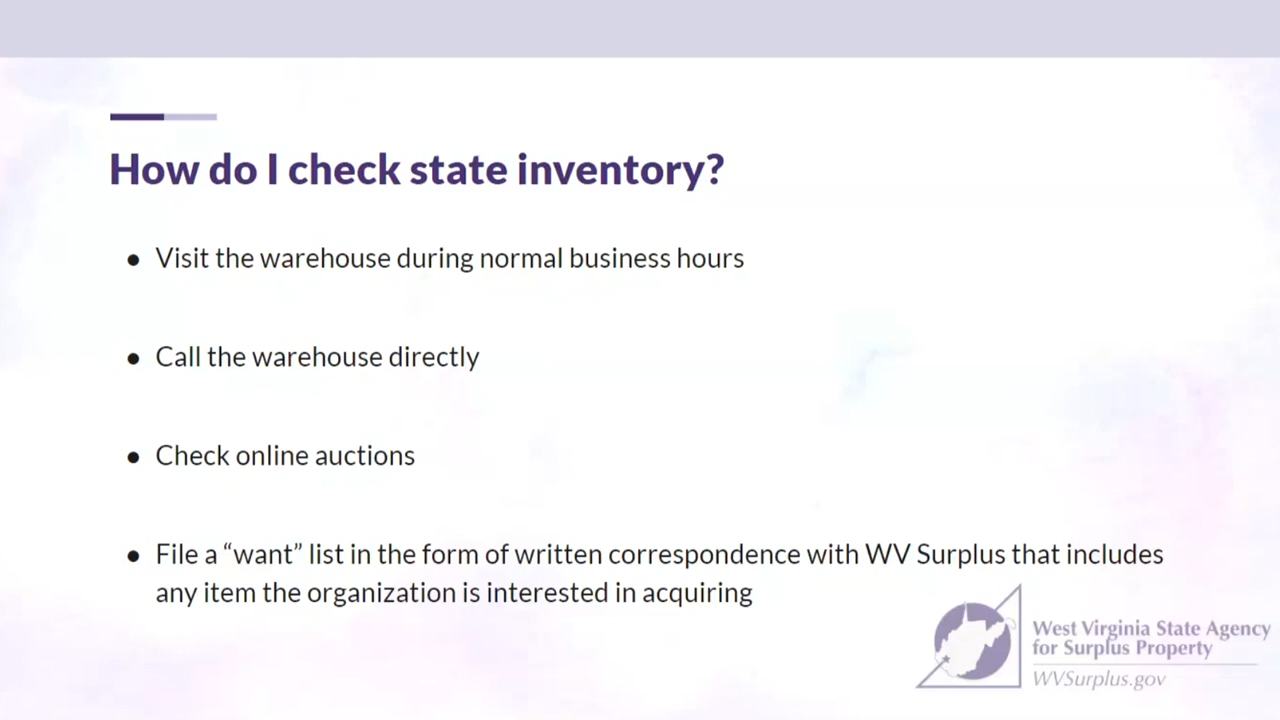 How do I check state inventory?
● Visit the warehouse during normal business hours
● Call the warehouse directly
● Check online auctions
● File a “want” list in the form of written correspondence with WV Surplus that includes
any item the organization is interested in acquiring
West Virginia State Agency
for Surplus Property
WVSurplus.gov